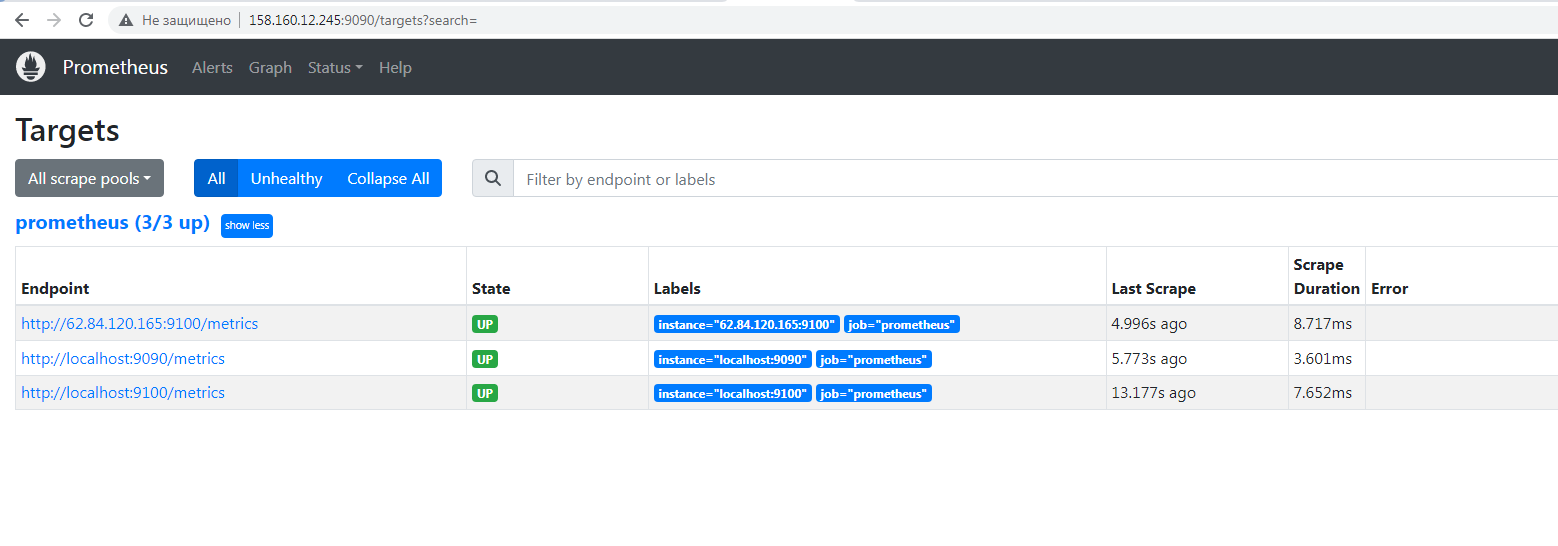 Не защищено 158.160.12.245:9090/targets?search=
Prometheus Alerts Graph Status Help
Targets
All scrape pools All Unhealthy Collapse All Filter by endpoint or labels
prometheus (3/3 up) show less
Endpoint State Labels Last Scrape Scrape Duration Error
http://62.84.120.165:9100/metrics UP instance="62.84.120.165:9100" job="prometheus" 4.996s ago 8.717ms
http://localhost:9090/metrics UP instance="localhost:9090" job="prometheus" 5.773s ago 3.601ms
http://localhost:9100/metrics UP instance="localhost:9100" job="prometheus" 13.177s ago 7.652ms